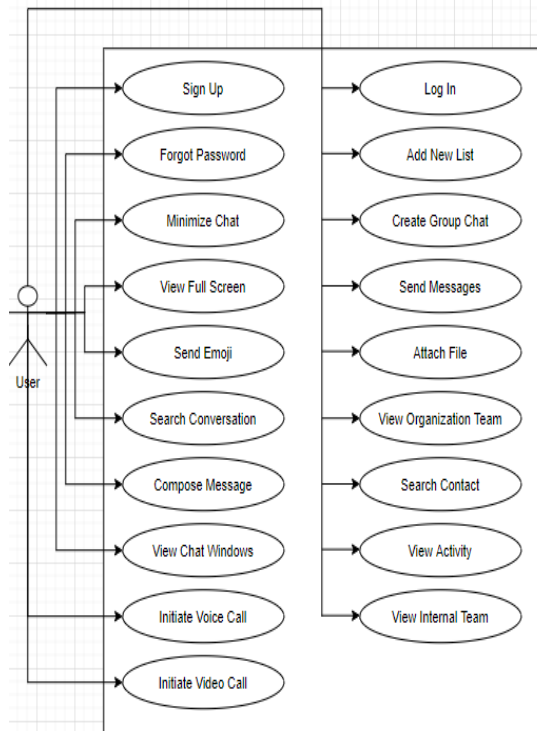 Sign Up
Log In
Forgot Password
Add New List
Minimize Chat
Create Group Chat
View Full Screen
Send Messages
Send Emoji
Attach File
User
Search Conversation
View Organization Team
Compose Message
Search Contact
View Chat Windows
View Activity
Initiate Voice Call
View Internal Team
Initiate Video Call